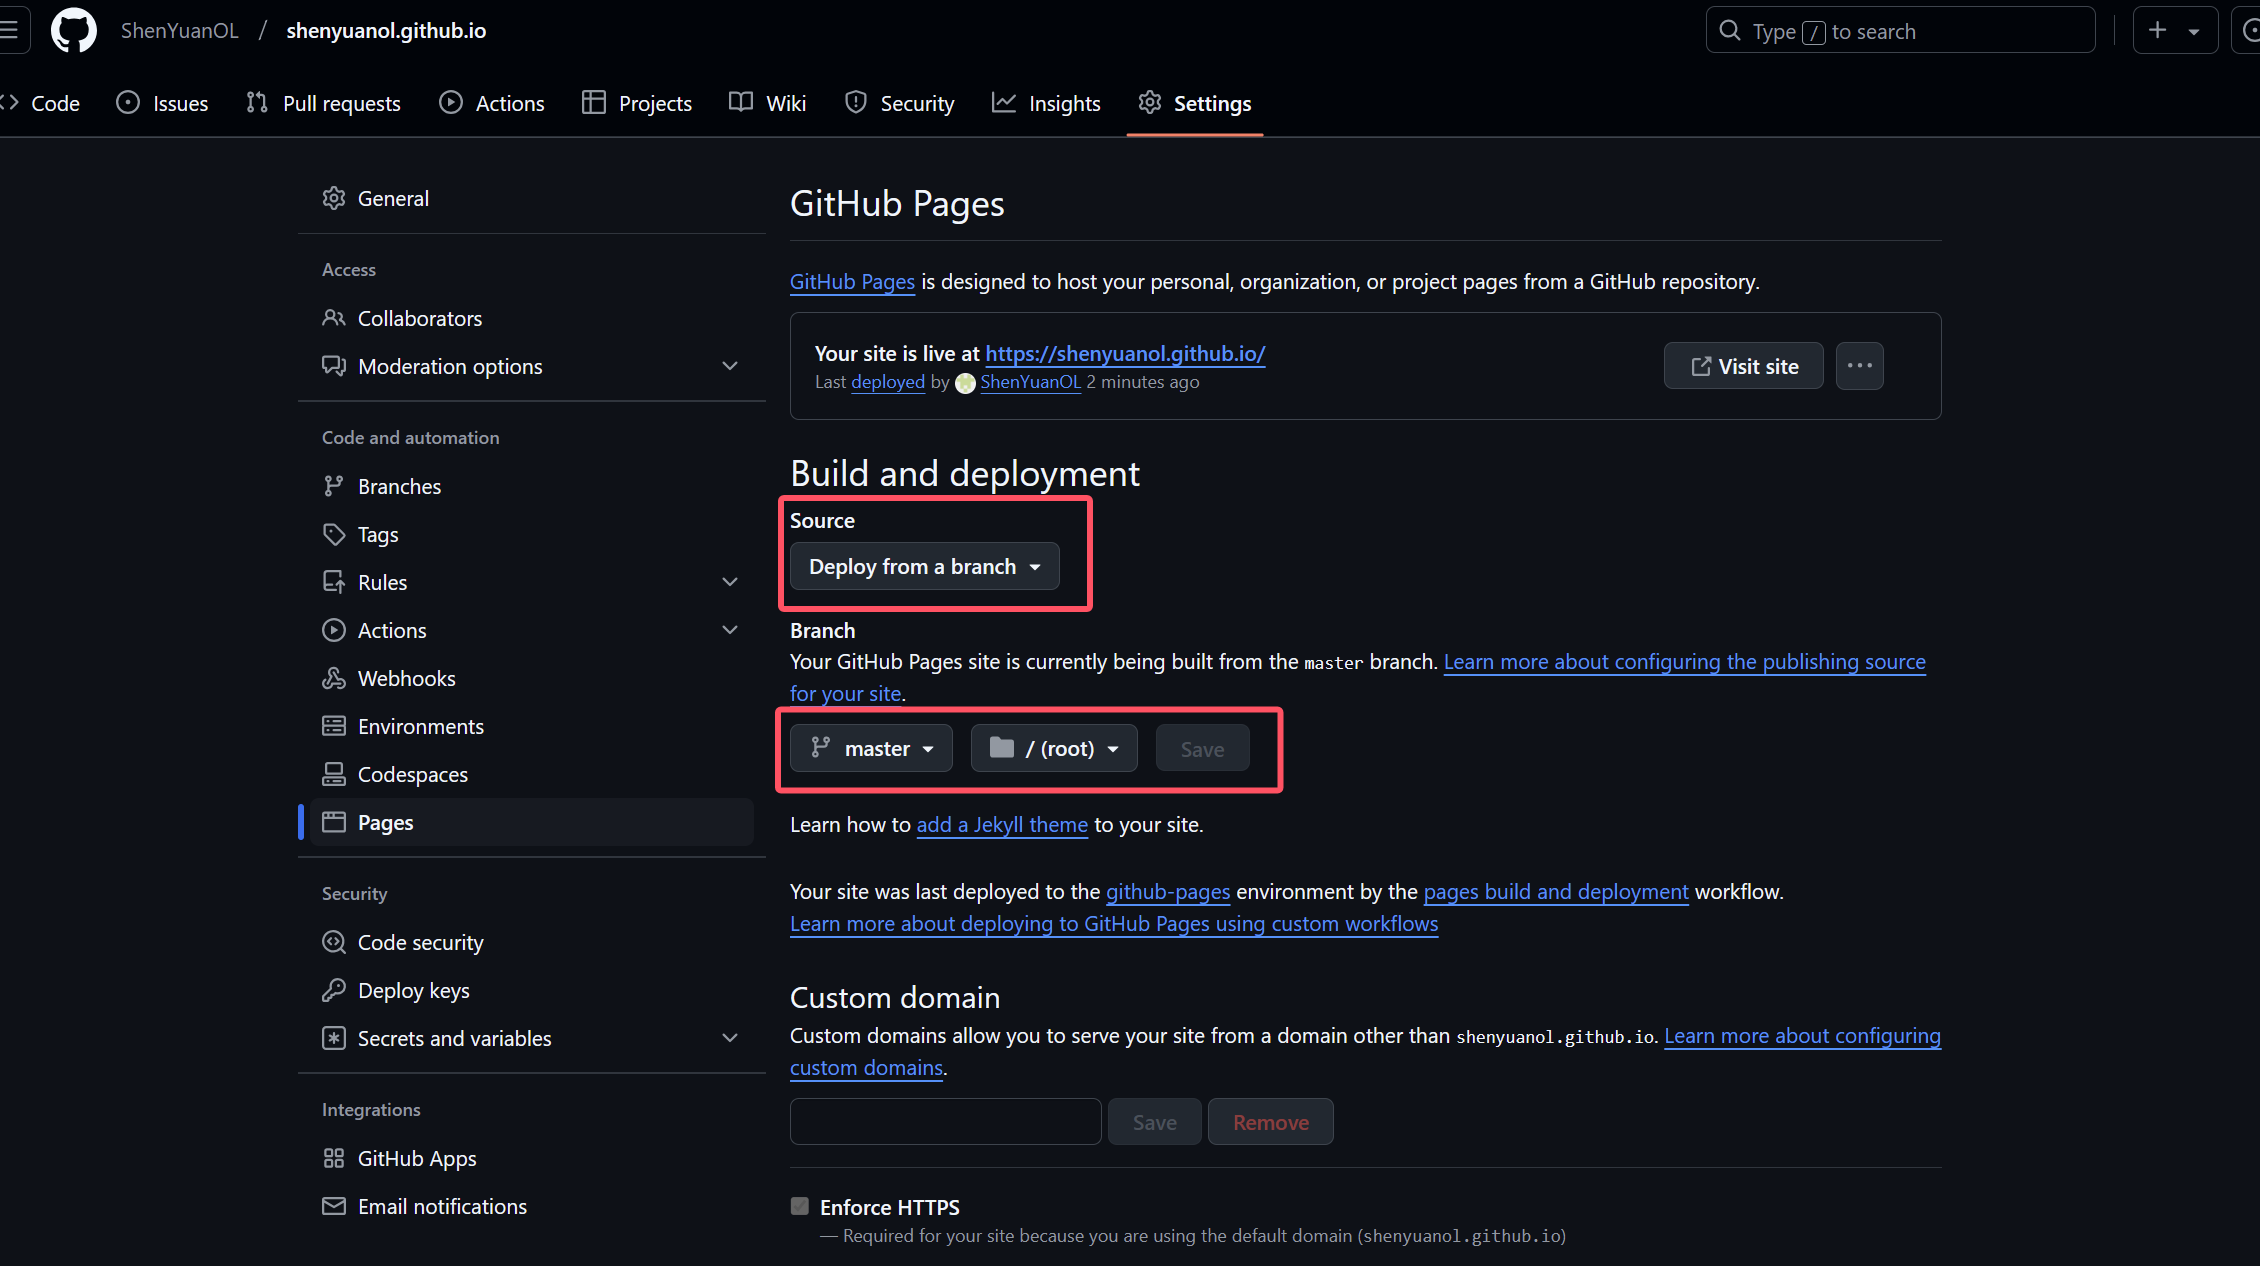 ShenYuanOL / shenyuanol.github.io
Type / to search
Code Issues Pull requests Actions Projects Wiki Security Insights Settings
General
Access
Collaborators
Moderation options
Code and automation
Branches
Tags
Rules
Actions
Webhooks
Environments
Codespaces
Pages
Security
Code security
Deploy keys
Secrets and variables
Integrations
GitHub Apps
Email notifications
GitHub Pages
GitHub Pages is designed to host your personal, organization, or project pages from a GitHub repository.
Your site is live at https://shenyuanol.github.io/
Last deployed by ShenYuanOL 2 minutes ago
Visit site
Build and deployment
Source
Deploy from a branch
Branch
Your GitHub Pages site is currently being built from the master branch. Learn more about configuring the publishing source
for your site.
master / (root) Save
Learn how to add a Jekyll theme to your site.
Your site was last deployed to the github-pages environment by the pages build and deployment workflow.
Learn more about deploying to GitHub Pages using custom workflows
Custom domain
Custom domains allow you to serve your site from a domain other than shenyuanol.github.io. Learn more about configuring
custom domains.
Save Remove
Enforce HTTPS
— Required for your site because you are using the default domain (shenyuanol.github.io)